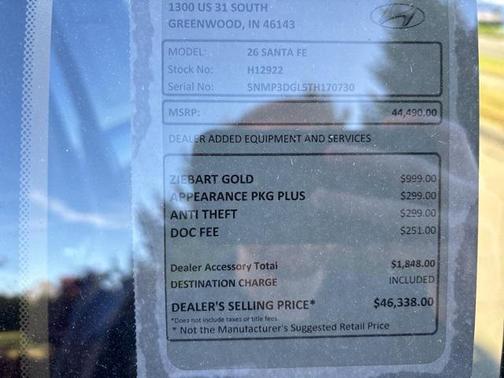 1300 US 31 SOUTH
GREENWOOD, IN 46143
MODEL: 26 SANTA FE
Stock No: H12922
Serial No: 5NMP3DGL5TH170730
MSRP: 44,490.00
DEALER ADDED EQUIPMENT AND SERVICES
ZIEBART GOLD $999.00
APPEARANCE PKG PLUS $299.00
ANTI THEFT $299.00
DOC FEE $251.00
Dealer Accessory Total $1,848.00
DESTINATION CHARGE INCLUDED
DEALER'S SELLING PRICE* $46,338.00
*Does not include taxes or title fees.
* Not the Manufacturer's Suggested Retail Price